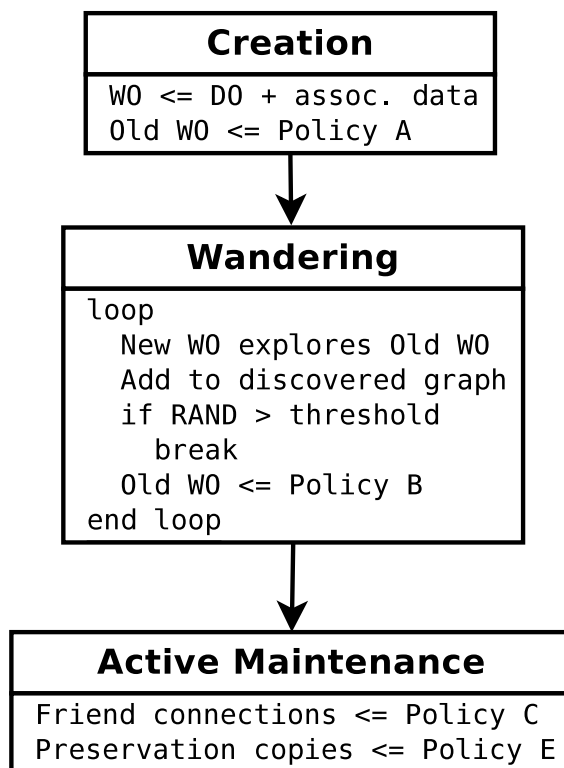 Creation
WO <= DO + assoc. data
Old WO <= Policy A
Wandering
loop
New WO explores Old WO
Add to discovered graph
if RAND > threshold
break
Old WO <= Policy B
end loop
Active Maintenance
Friend connections <= Policy C
Preservation copies <= Policy E